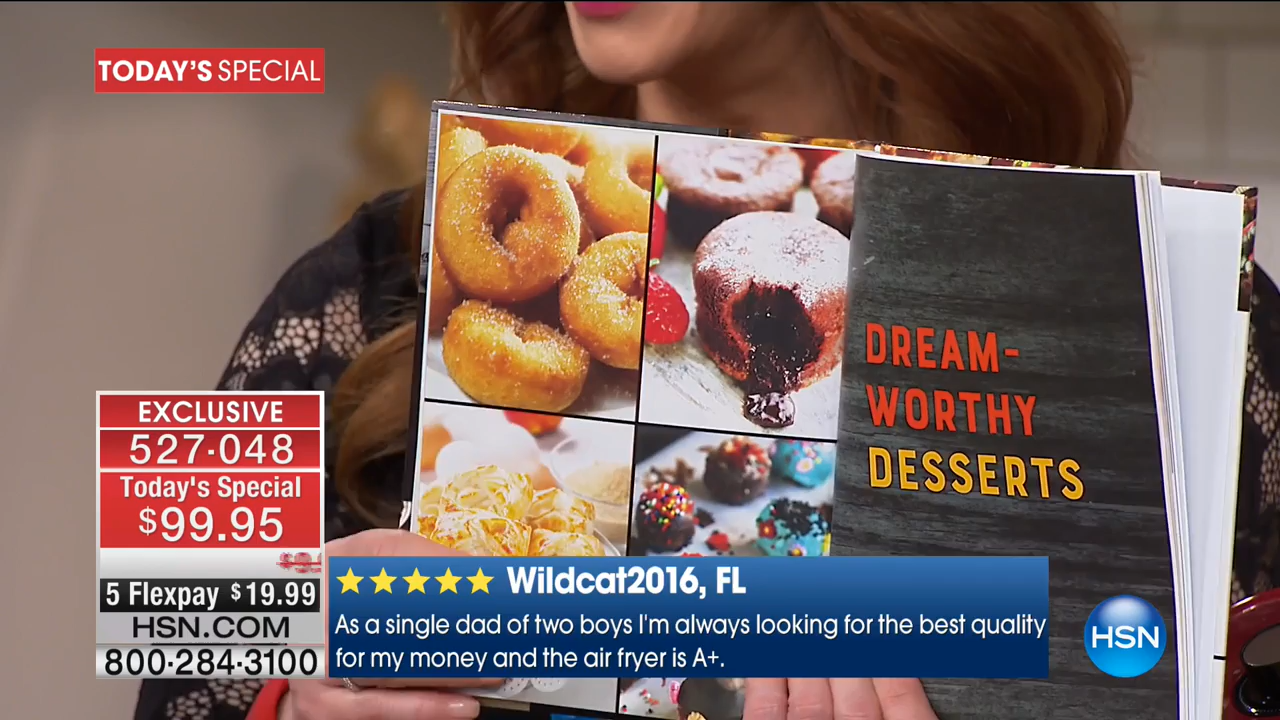 TODAY'S SPECIAL
DREAM-
WORTHY
DESSERTS
EXCLUSIVE
527-048
Today's Special
$99.95
5 Flexpay $19.99
HSN.COM
800-284-3100
Wildcat2016, FL
As a single dad of two boys I'm always looking for the best quality
for my money and the air fryer is A+.
HSN